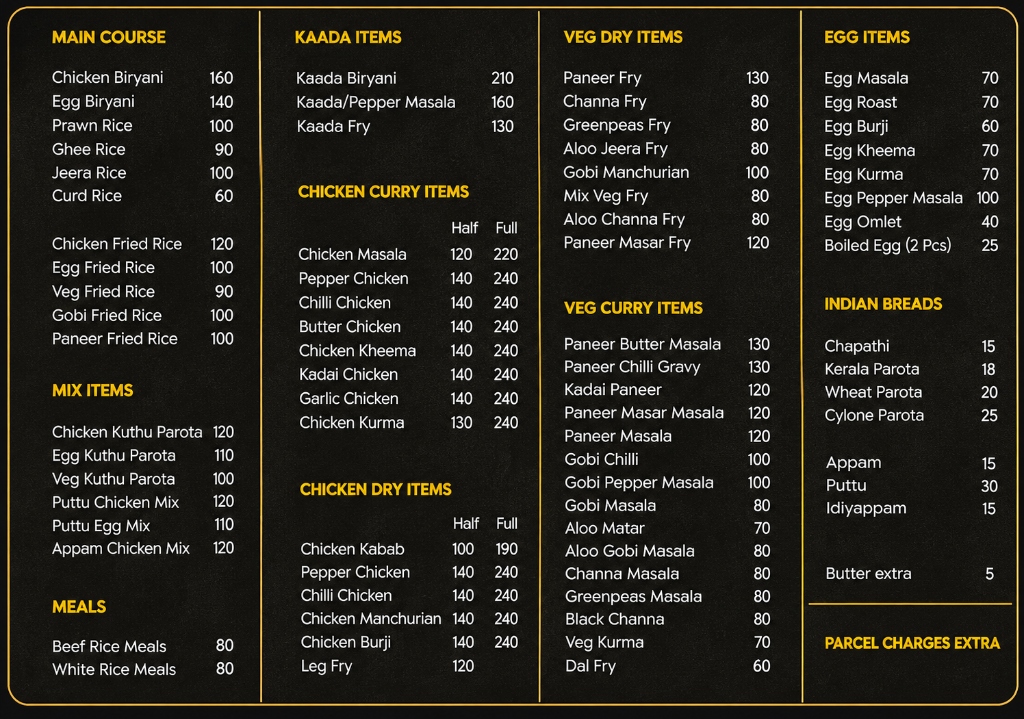 MAIN COURSE
Chicken Biryani 160
Egg Biryani 140
Prawn Rice 100
Ghee Rice 90
Jeera Rice 100
Curd Rice 60
Chicken Fried Rice 120
Egg Fried Rice 100
Veg Fried Rice 90
Gobi Fried Rice 100
Paneer Fried Rice 100
MIX ITEMS
Chicken Kuthu Parota 120
Egg Kuthu Parota 110
Veg Kuthu Parota 100
Puttu Chicken Mix 120
Puttu Egg Mix 110
Appam Chicken Mix 120
MEALS
Beef Rice Meals 80
White Rice Meals 80
KAADA ITEMS
Kaada Biryani 210
Kaada/Pepper Masala 160
Kaada Fry 130
CHICKEN CURRY ITEMS
Half Full
Chicken Masala 120 220
Pepper Chicken 140 240
Chilli Chicken 140 240
Butter Chicken 140 240
Chicken Kheema 140 240
Kadai Chicken 140 240
Garlic Chicken 140 240
Chicken Kurma 130 240
CHICKEN DRY ITEMS
Half Full
Chicken Kabab 100 190
Pepper Chicken 140 240
Chilli Chicken 140 240
Chicken Manchurian 140 240
Chicken Burji 140 240
Leg Fry 120
VEG DRY ITEMS
Paneer Fry 130
Channa Fry 80
Greenpeas Fry 80
Aloo Jeera Fry 80
Gobi Manchurian 100
Mix Veg Fry 80
Aloo Channa Fry 80
Paneer Masar Fry 120
VEG CURRY ITEMS
Paneer Butter Masala 130
Paneer Chilli Gravy 130
Kadai Paneer 120
Paneer Masar Masala 120
Paneer Masala 120
Gobi Chilli 100
Gobi Pepper Masala 100
Gobi Masala 80
Aloo Matar 70
Aloo Gobi Masala 80
Channa Masala 80
Greenpeas Masala 80
Black Channa 80
Veg Kurma 70
Dal Fry 60
EGG ITEMS
Egg Masala 70
Egg Roast 70
Egg Burji 60
Egg Kheema 70
Egg Kurma 70
Egg Pepper Masala 100
Egg Omlet 40
Boiled Egg (2 Pcs) 25
INDIAN BREADS
Chapathi 15
Kerala Parota 18
Wheat Parota 20
Cylone Parota 25
Appam 15
Puttu 30
Idiyappam 15
Butter extra 5
PARCEL CHARGES EXTRA